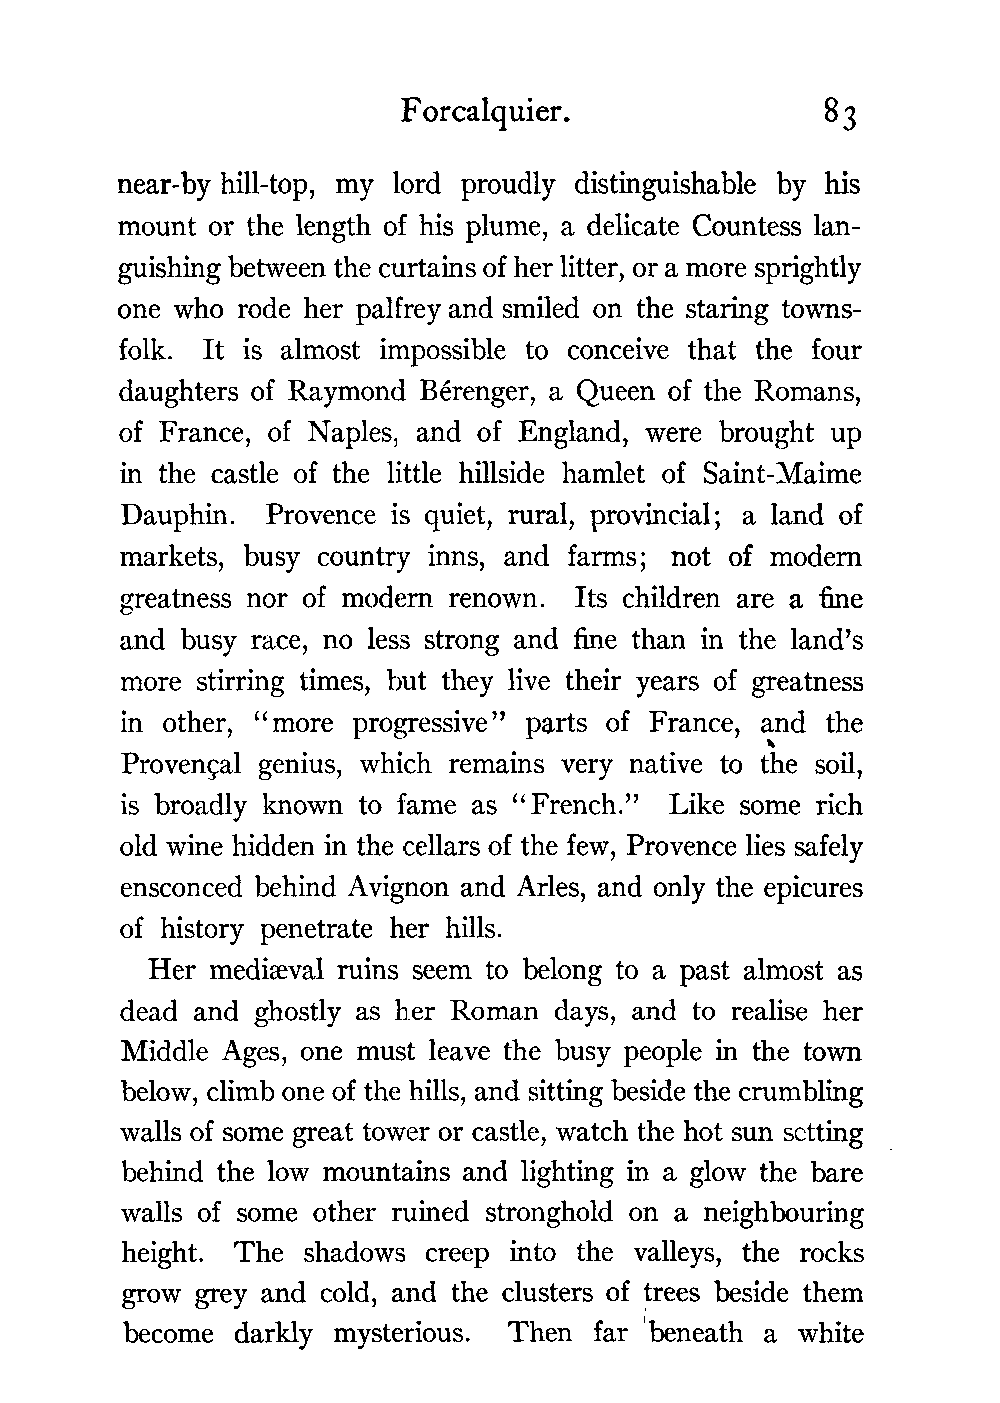 Forcalquier. 83
near-by hill-top, my lord proudly distinguishable by his
mount or the length of his plume, a delicate Countess lan-
guishing between the curtains of her litter, or a more sprightly
one who rode her palfrey and smiled on the staring towns-
folk. It is almost impossible to conceive that the four
daughters of Raymond Bérenger, a Queen of the Romans,
of France, of Naples, and of England, were brought up
in the castle of the little hillside hamlet of Saint-Maime
Dauphin. Provence is quiet, rural, provincial; a land of
markets, busy country inns, and farms; not of modern
greatness nor of modern renown. Its children are a fine
and busy race, no less strong and fine than in the land's
more stirring times, but they live their years of greatness
in other, "more progressive" parts of France, and the
Provençal genius, which remains very native to the soil,
is broadly known to fame as "French." Like some rich
old wine hidden in the cellars of the few, Provence lies safely
ensconced behind Avignon and Arles, and only the epicures
of history penetrate her hills.
Her mediæval ruins seem to belong to a past almost as
dead and ghostly as her Roman days, and to realise her
Middle Ages, one must leave the busy people in the town
below, climb one of the hills, and sitting beside the crumbling
walls of some great tower or castle, watch the hot sun setting
behind the low mountains and lighting in a glow the bare
walls of some other ruined stronghold on a neighbouring
height. The shadows creep into the valleys, the rocks
grow grey and cold, and the clusters of trees beside them
become darkly mysterious. Then far beneath a white